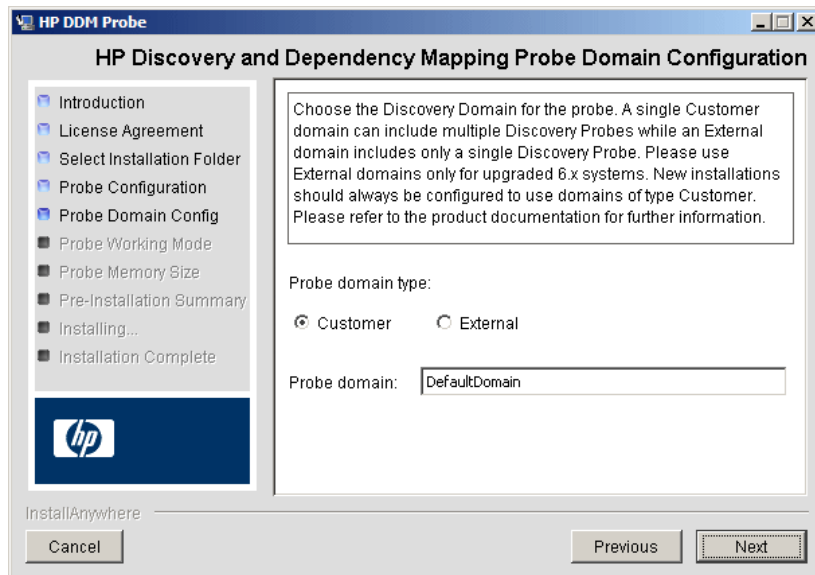 HP DDM Probe
HP Discovery and Dependency Mapping Probe Domain Configuration
Introduction
License Agreement
Select Installation Folder
Probe Configuration
Probe Domain Config
Probe Working Mode
Probe Memory Size
Pre-Installation Summary
Installing...
Installation Complete
hp
Choose the Discovery Domain for the probe. A single Customer
domain can include multiple Discovery Probes while an External
domain includes only a single Discovery Probe. Please use
External domains only for upgraded 6.x systems. New installations
should always be configured to use domains of type Customer.
Please refer to the product documentation for further information.
Probe domain type:
Customer External
Probe domain: DefaultDomain
InstallAnywhere
Cancel Previous Next